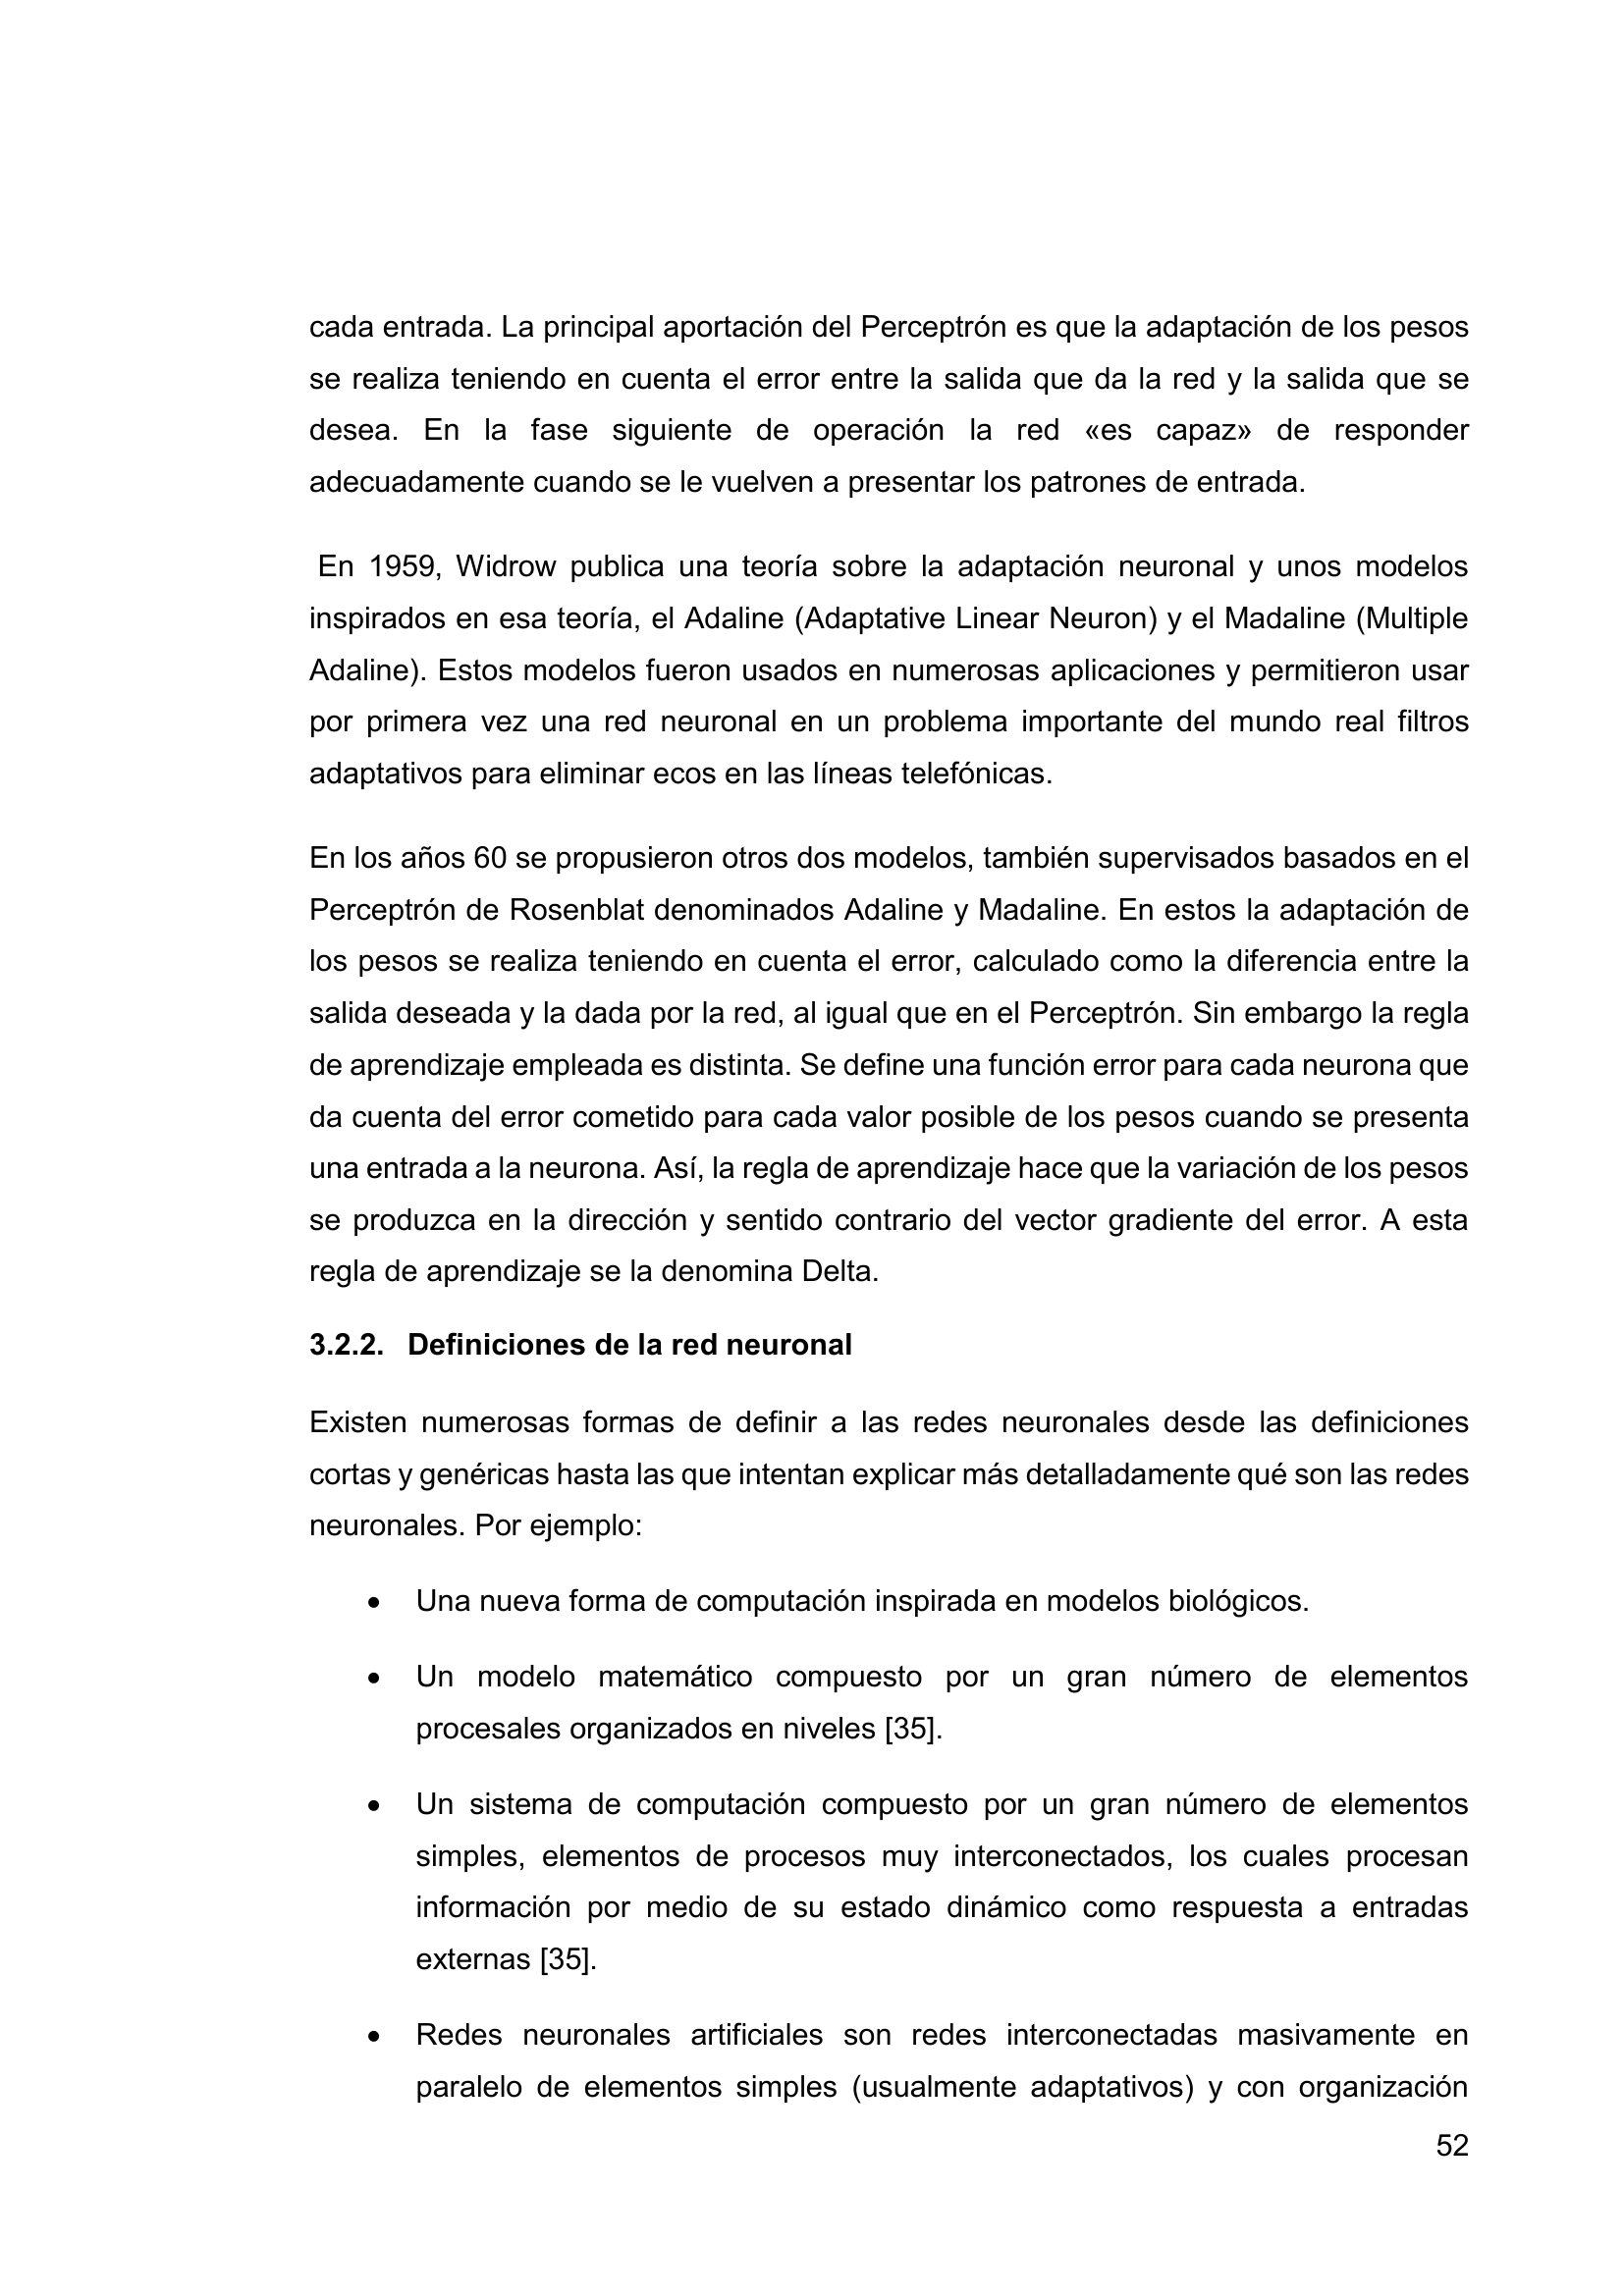 cada entrada. La principal aportación del Perceptrón es que la adaptación de los pesos
se realiza teniendo en cuenta el error entre la salida que da la red y la salida que se
desea. En la fase siguiente de operación la red «es capaz» de responder
adecuadamente cuando se le vuelven a presentar los patrones de entrada.
En 1959, Widrow publica una teoría sobre la adaptación neuronal y unos modelos
inspirados en esa teoría, el Adaline (Adaptative Linear Neuron) y el Madaline (Multiple
Adaline). Estos modelos fueron usados en numerosas aplicaciones y permitieron usar
por primera vez una red neuronal en un problema importante del mundo real filtros
adaptativos para eliminar ecos en las líneas telefónicas.
En los años 60 se propusieron otros dos modelos, también supervisados basados en el
Perceptrón de Rosenblat denominados Adaline y Madaline. En estos la adaptación de
los pesos se realiza teniendo en cuenta el error, calculado como la diferencia entre la
salida deseada y la dada por la red, al igual que en el Perceptrón. Sin embargo la regla
de aprendizaje empleada es distinta. Se define una función error para cada neurona que
da cuenta del error cometido para cada valor posible de los pesos cuando se presenta
una entrada a la neurona. Así, la regla de aprendizaje hace que la variación de los pesos
se produzca en la dirección y sentido contrario del vector gradiente del error. A esta
regla de aprendizaje se la denomina Delta.
3.2.2. Definiciones de la red neuronal
Existen numerosas formas de definir a las redes neuronales desde las definiciones
cortas y genéricas hasta las que intentan explicar más detalladamente qué son las redes
neuronales. Por ejemplo:
• Una nueva forma de computación inspirada en modelos biológicos.
• Un modelo matemático compuesto por un gran número de elementos
procesales organizados en niveles [35].
• Un sistema de computación compuesto por un gran número de elementos
simples, elementos de procesos muy interconectados, los cuales procesan
información por medio de su estado dinámico como respuesta a entradas
externas [35].
• Redes neuronales artificiales son redes interconectadas masivamente en
paralelo de elementos simples (usualmente adaptativos) y con organización
52